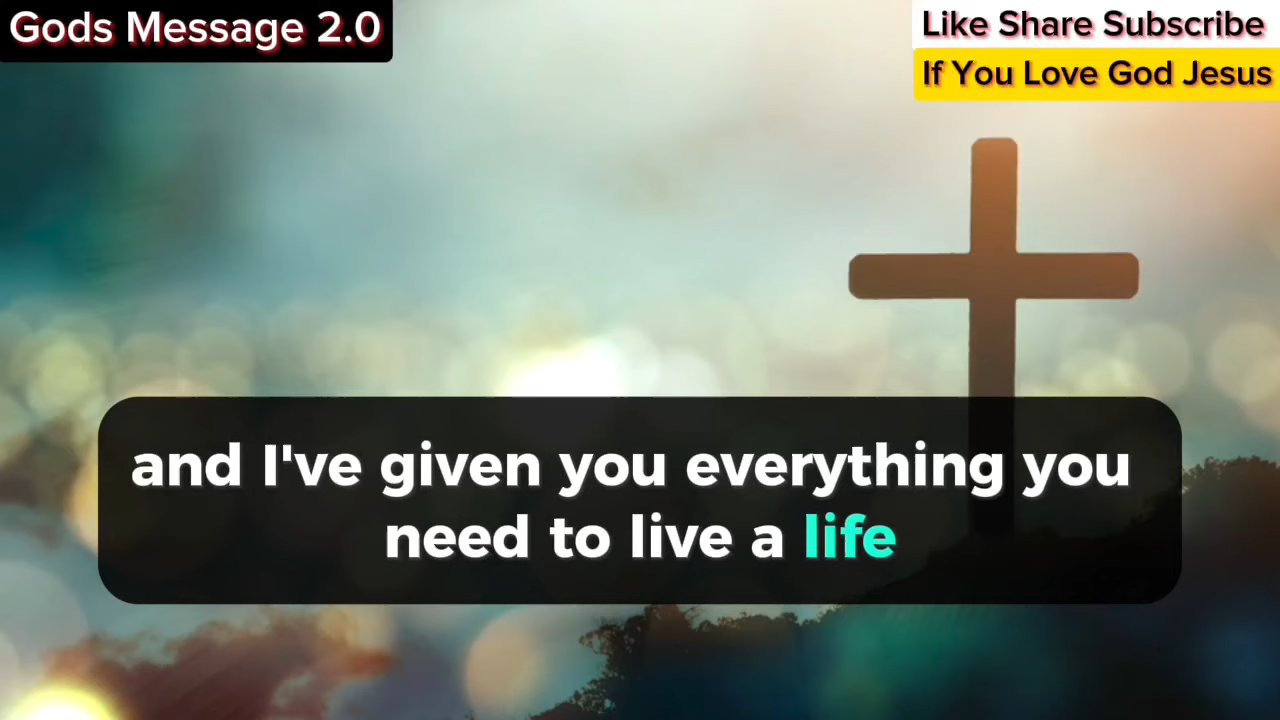 Gods Message 2.0
Like Share Subscribe
If You Love God Jesus
and I've given you everything you
need to live a life